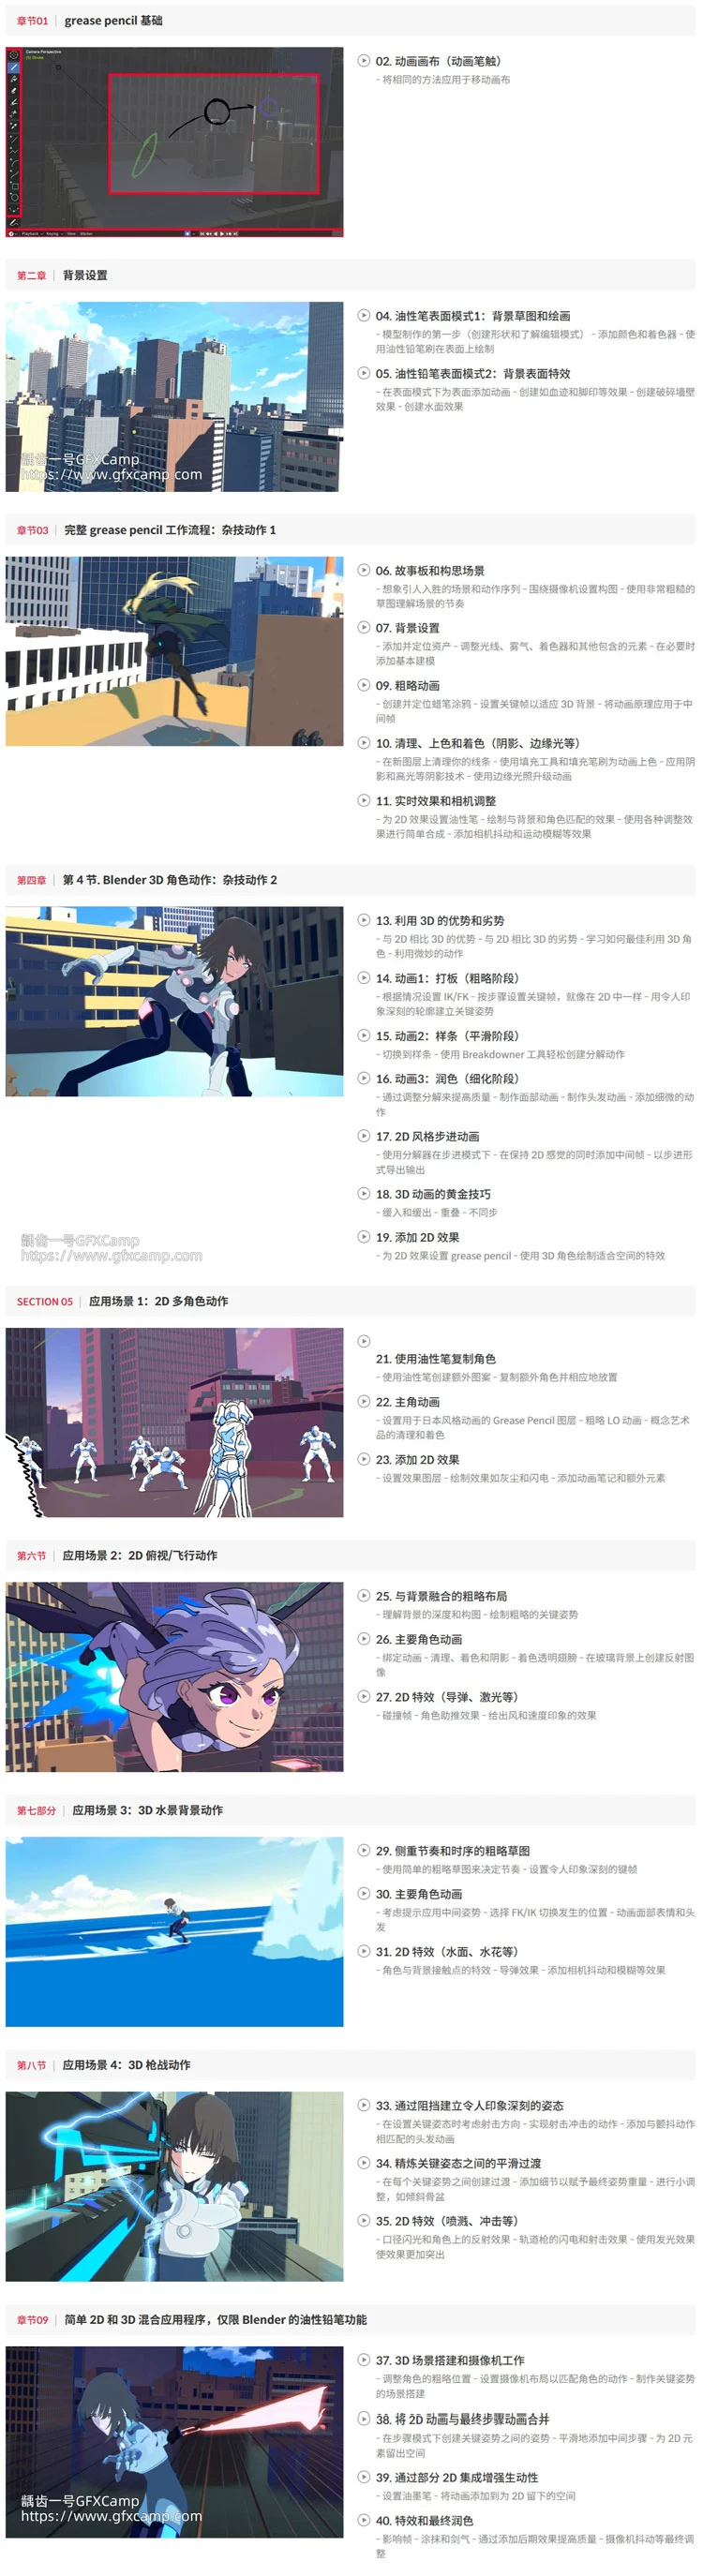 章节01 | grease pencil 基础
02. 动画画布（动画笔触）
- 将相同的方法应用于移动画布
第二章 | 背景设置
龋齿一号GFXCamp
https://www.gfxcamp.com
04. 油性笔表面模式1：背景草图和绘画
- 模型制作的第一步（创建形状和了解编辑模式） - 添加颜色和着色器 - 使
用油性铅笔刷在表面上绘制
05. 油性铅笔表面模式2：背景表面特效
- 在表面模式下为表面添加动画 - 创建如血迹和脚印等效果 - 创建破碎墙壁
效果 - 创建水面效果
章节03 | 完整 grease pencil 工作流程：杂技动作 1
06. 故事板和构思场景
- 想象引人入胜的场景和动作序列 - 围绕摄像机设置构图 - 使用非常粗糙的
草图理解场景的节奏
07. 背景设置
- 添加并定位资产 - 调整光线、雾气、着色器和其他包含的元素 - 在必要时
添加基本建模
09. 粗略动画
- 创建并定位蜡笔涂鸦 - 设置关键帧以适应 3D 背景 - 将动画原理应用于中
间帧
10. 清理、上色和着色（阴影、边缘光等）
- 在新图层上清理你的线条 - 使用填充工具和填充笔刷为动画上色 - 应用阴
影和高光等阴影技术 - 使用边缘光照升级动画
11. 实时效果和相机调整
- 为 2D 效果设置油性笔 - 绘制与背景和角色匹配的效果 - 使用各种调整效
果进行简单合成 - 添加相机抖动和运动模糊等效果
第四章 | 第 4 节. Blender 3D 角色动作：杂技动作 2
13. 利用 3D 的优势和劣势
- 与 2D 相比 3D 的优势 - 与 2D 相比 3D 的劣势 - 学习如何最佳利用 3D 角
色 - 利用微妙的动作
14. 动画1：打板（粗略阶段）
- 根据情况设置 IK/FK - 按步骤设置关键帧，就像在 2D 中一样 - 用令人印
象深刻的轮廓建立关键姿势
15. 动画2：样条（平滑阶段）
- 切换到样条 - 使用 Breakdowner 工具轻松创建分解动作
16. 动画3：润色（细化阶段）
- 通过调整分解来提高质量 - 制作面部动画 - 制作头发动画 - 添加细微的动
作
17. 2D 风格步进动画
- 使用分解器在步进模式下 - 在保持 2D 感觉的同时添加中间帧 - 以步进形
式导出输出
18. 3D 动画的黄金技巧
- 缓入和缓出 - 重叠 - 不同步
19. 添加 2D 效果
- 为 2D 效果设置 grease pencil - 使用 3D 角色绘制适合空间的特效
龋齿一号GFXCamp
https://www.gfxcamp.com
SECTION 05 | 应用场景 1：2D 多角色动作
21. 使用油性笔复制角色
- 使用油性笔创建额外图案 - 复制额外角色并相应地放置
22. 主角动画
- 设置用于日本风格动画的 Grease Pencil 图层 - 粗略 LO 动画 - 概念艺术
品的清理和着色
23. 添加 2D 效果
- 设置效果图层 - 绘制效果如灰尘和闪电 - 添加动画笔记和额外元素
第六节 | 应用场景 2：2D 俯视/飞行动作
25. 与背景融合的粗略布局
- 理解背景的深度和构图 - 绘制粗略的关键姿势
26. 主要角色动画
- 绑定动画 - 清理、着色和阴影 - 着色透明翅膀 - 在玻璃背景上创建反射图
像
27. 2D 特效（导弹、激光等）
- 碰撞帧 - 角色助推效果 - 给出风和速度印象的效果
第七部分 | 应用场景 3：3D 水景背景动作
29. 侧重节奏和时序的粗略草图
- 使用简单的粗略草图来决定节奏 - 设置令人印象深刻的键帧
30. 主要角色动画
- 考虑提示应用中间姿势 - 选择 FK/IK 切换发生的位置 - 动画面部表情和头
发
31. 2D 特效（水面、水花等）
- 角色与背景接触点的特效 - 导弹效果 - 添加相机抖动和模糊等效果
第八节 | 应用场景 4：3D 枪战动作
33. 通过阻挡建立令人印象深刻的姿态
- 在设置关键姿态时考虑射击方向 - 实现射击冲击的动作 - 添加与颤抖动作
相匹配的头发动画
34. 精炼关键姿态之间的平滑过渡
- 在每个关键姿势之间创建过渡 - 添加细节以赋予最终姿势重量 - 进行小调
整，如倾斜骨盆
35. 2D 特效（喷溅、冲击等）
- 口径闪光和角色上的反射效果 - 轨道枪的闪电和射击效果 - 使用发光效果
使效果更加突出
章节09 | 简单 2D 和 3D 混合应用程序，仅限 Blender 的油性铅笔功能
龋齿一号GFXCamp
https://www.gfxcamp.com
37. 3D 场景搭建和摄像机工作
- 调整角色的粗略位置 - 设置摄像机布局以匹配角色的动作 - 制作关键姿势
的场景搭建
38. 将 2D 动画与最终步骤动画合并
- 在步骤模式下创建关键姿势之间的姿势 - 平滑地添加中间步骤 - 为 2D 元
素留出空间
39. 通过部分 2D 集成增强生动性
- 设置油墨笔 - 将动画添加到为 2D 留下的空间
40. 特效和最终润色
- 影响帧 - 涂抹和剑气 - 通过添加后期效果提高质量 - 摄像机抖动等最终调
整